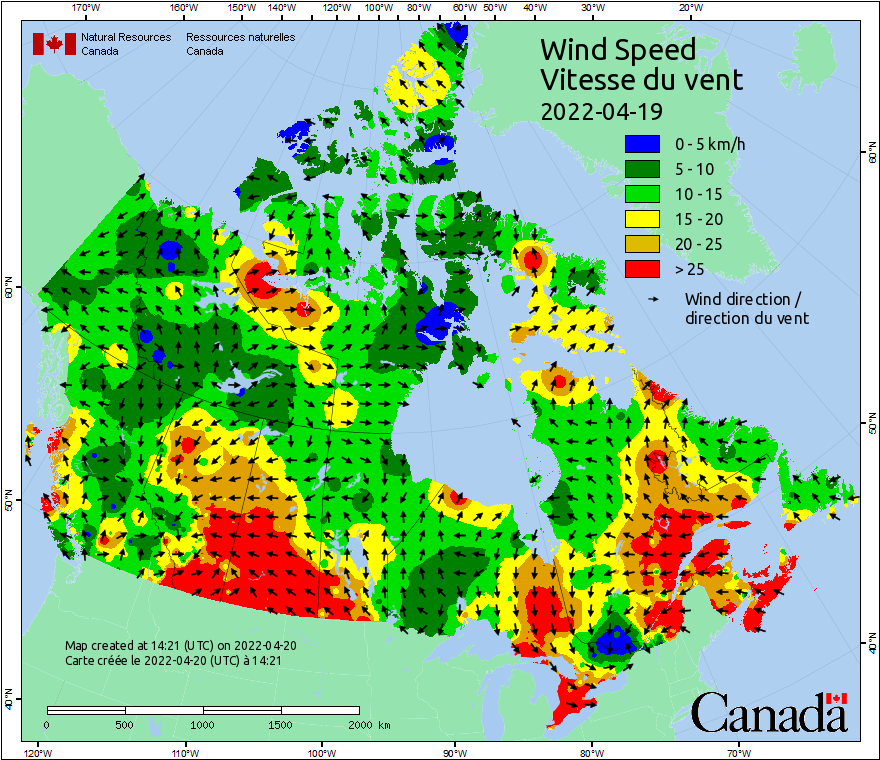 170°W 160°W 150°W 140°W 120°W 100°W 80°W 60°W 50°W 40°W 30°W 20°W
Natural Resources Ressources naturelles
Canada Canada
Wind Speed
Vitesse du vent
2022-04-19
0 - 5 km/h
5 - 10
10 - 15
15 - 20
20 - 25
> 25
Wind direction /
direction du vent
60°N 60°N
50°N 50°N
40°N 40°N
Map created at 14:21 (UTC) on 2022-04-20
Carte créée le 2022-04-20 (UTC) à 14:21
0 500 1000 1500 2000 km
Canada
120°W 110°W 100°W 90°W 80°W 70°W